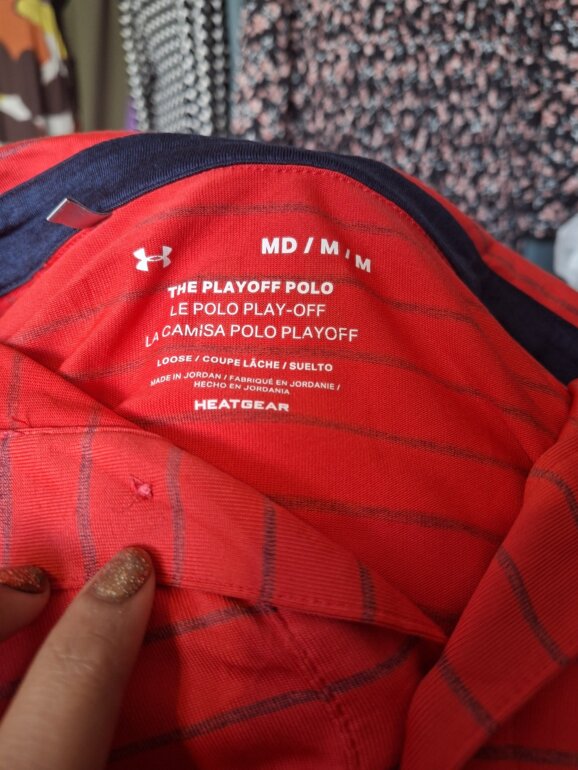 MD / M / M
THE PLAYOFF POLO
LE POLO PLAY-OFF
LA CAMISA POLO PLAYOFF
LOOSE / COUPE LÂCHE / SUELTO
MADE IN JORDAN / FABRIQUÉ EN JORDANIE /
HECHO EN JORDANIA
HEATGEAR